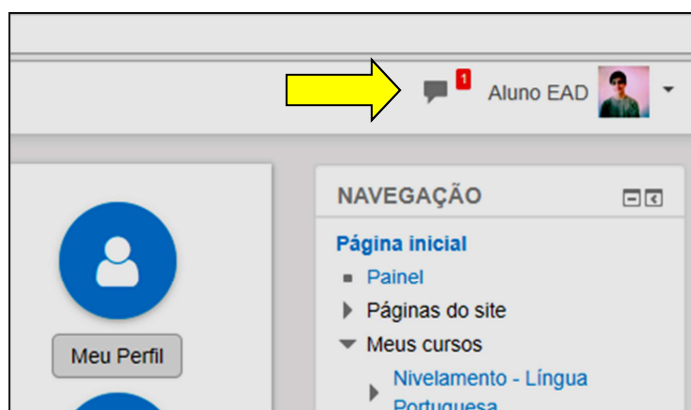 1
Aluno EAD
NAVEGAÇÃO
Página inicial
Painel
Páginas do site
Meu Perfil
Meus cursos
Nivelamento - Língua
Portuguesa